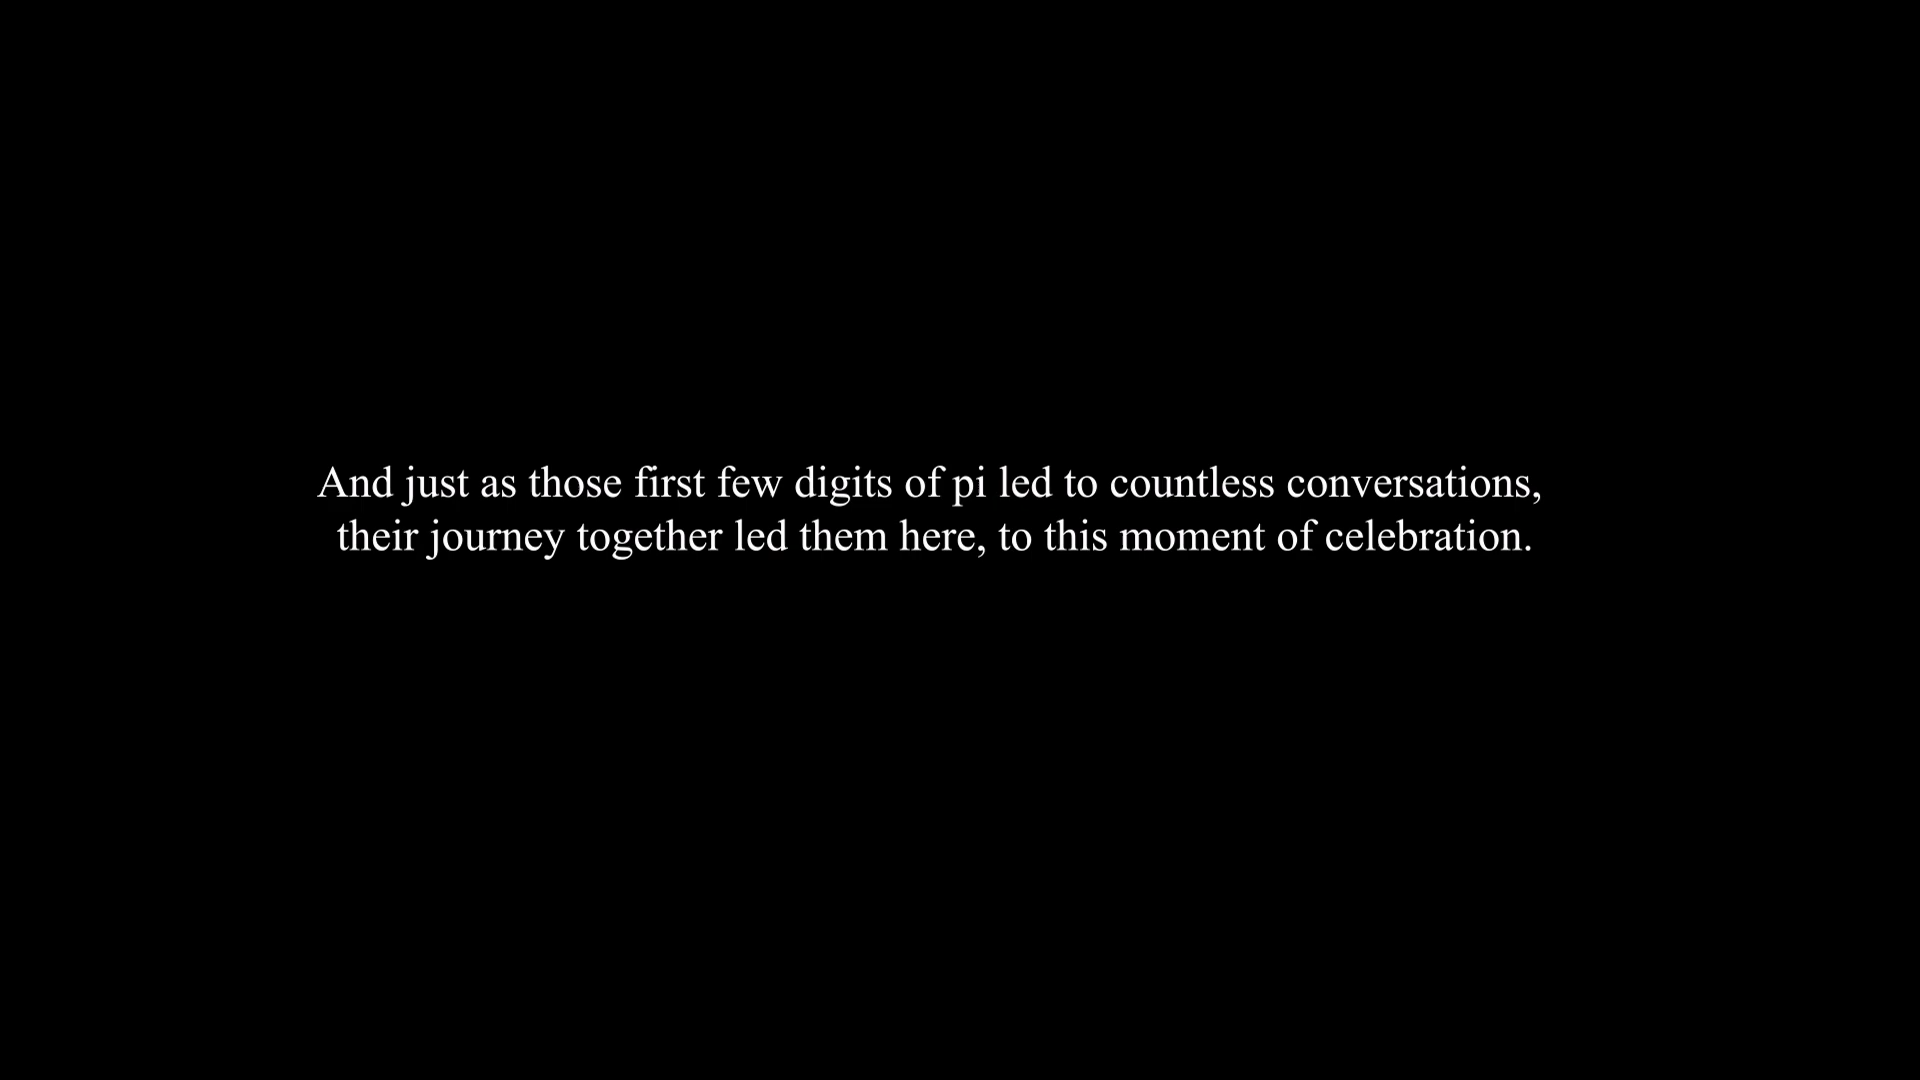 And just as those first few digits of pi led to countless conversations,
their journey together led them here, to this moment of celebration.